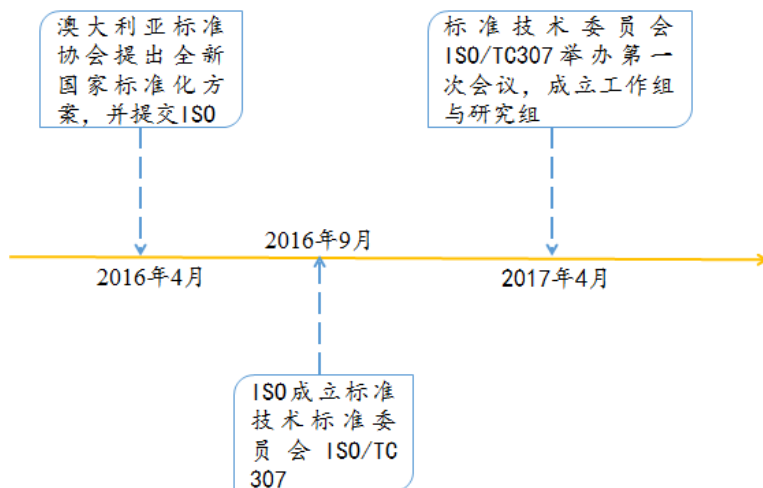 澳大利亚标准
协会提出全新
国家标准化方
案，并提交ISO
标准技术委员会
ISO/TC307举办第一
次会议，成立工作组
与研究组
2016年9月
2016年4月
2017年4月
ISO成立标准
技术标准委
员会ISO/TC
307